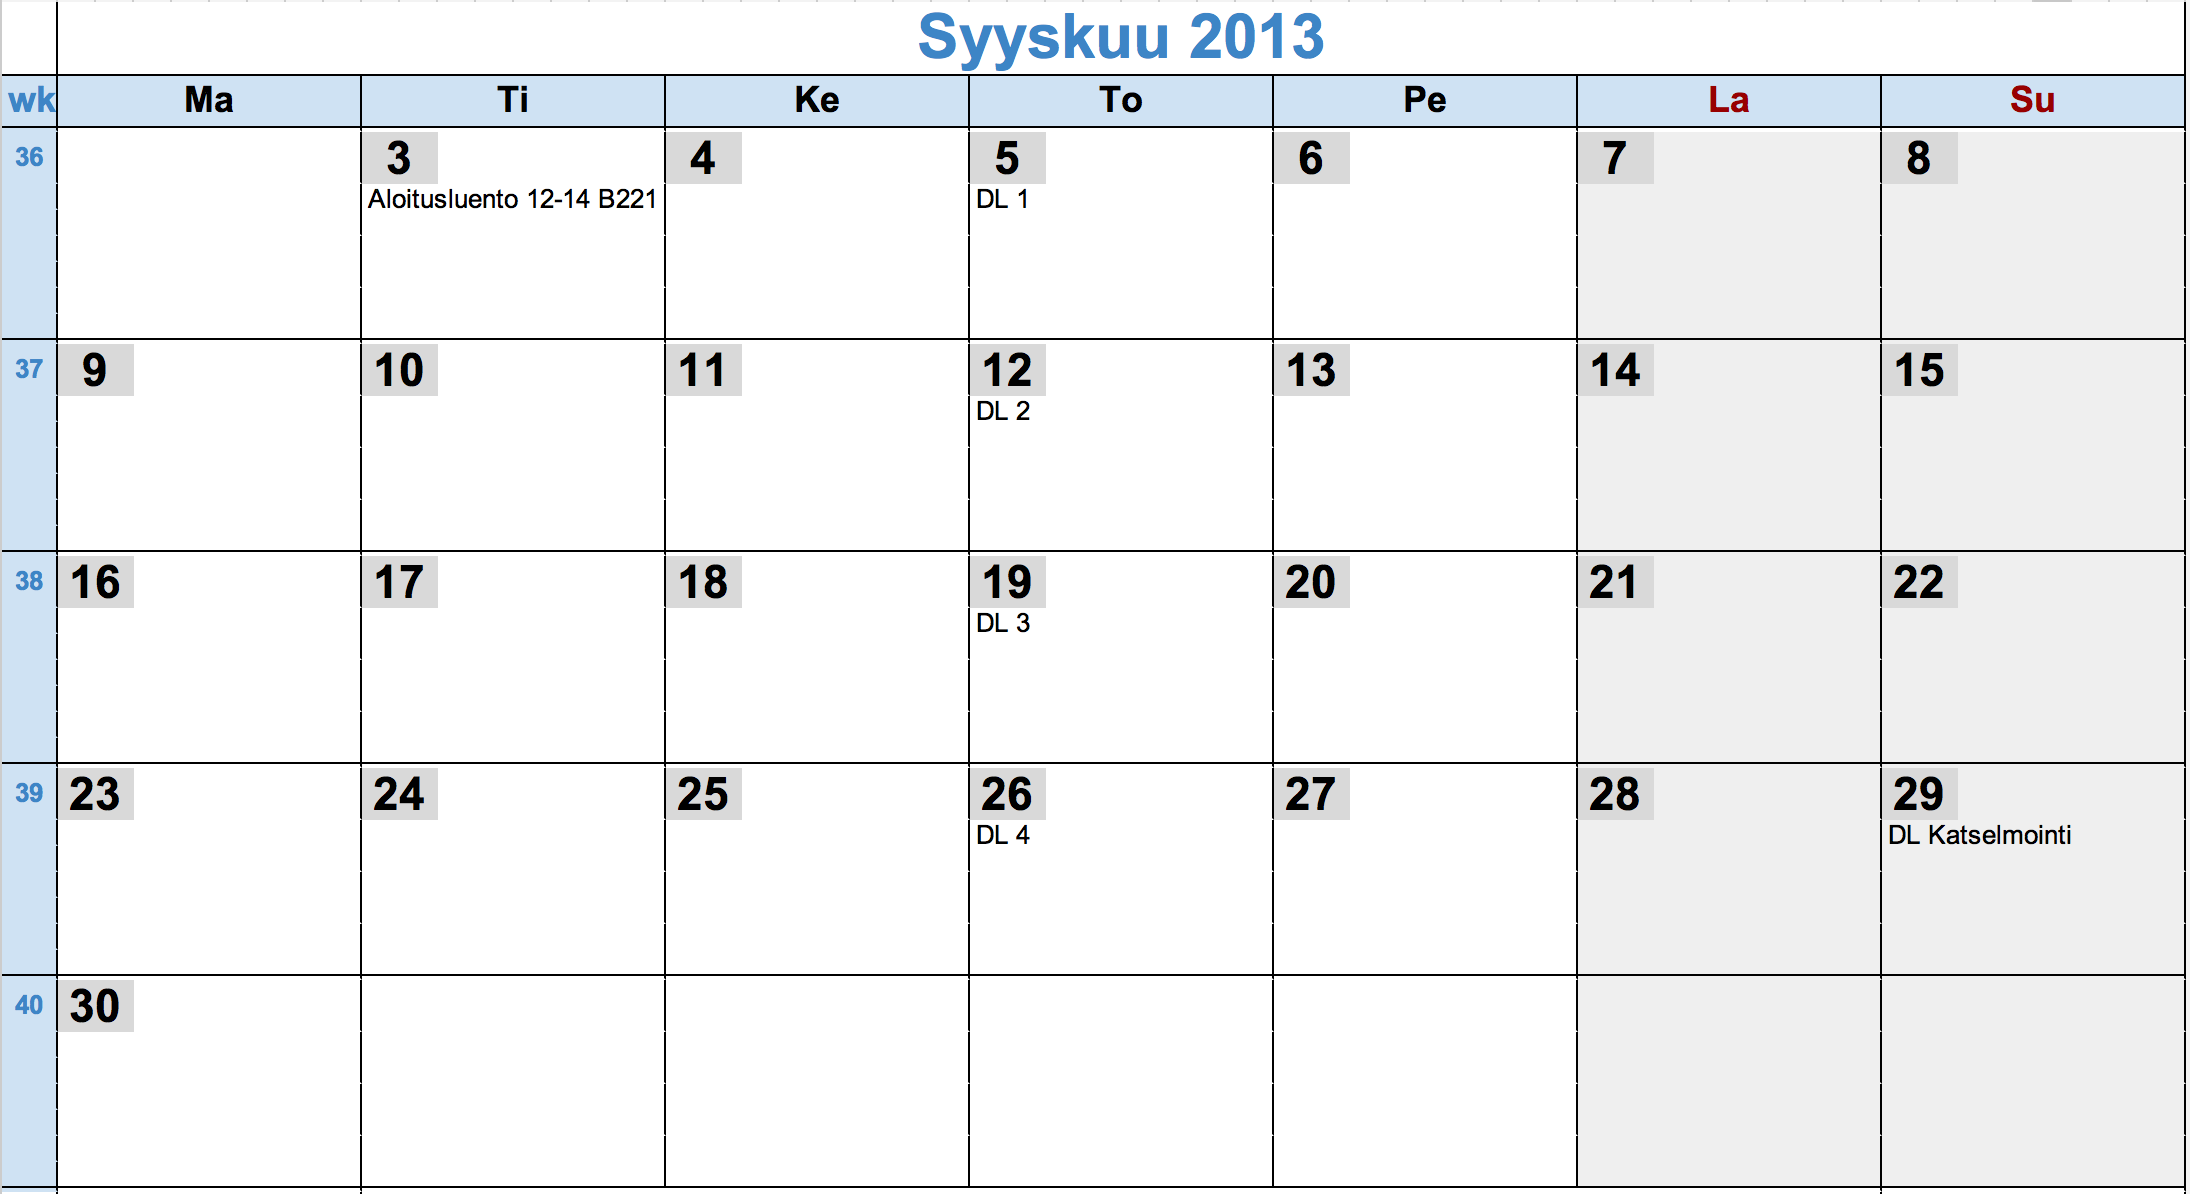 Syyskuu 2013
wk Ma Ti Ke To Pe La Su
36 3 4 5 6 7 8
Aloitusluento 12-14 B221 DL 1
37 9 10 11 12 13 14 15
DL 2
38 16 17 18 19 20 21 22
DL 3
39 23 24 25 26 27 28 29
DL 4 DL Katselmointi
40 30